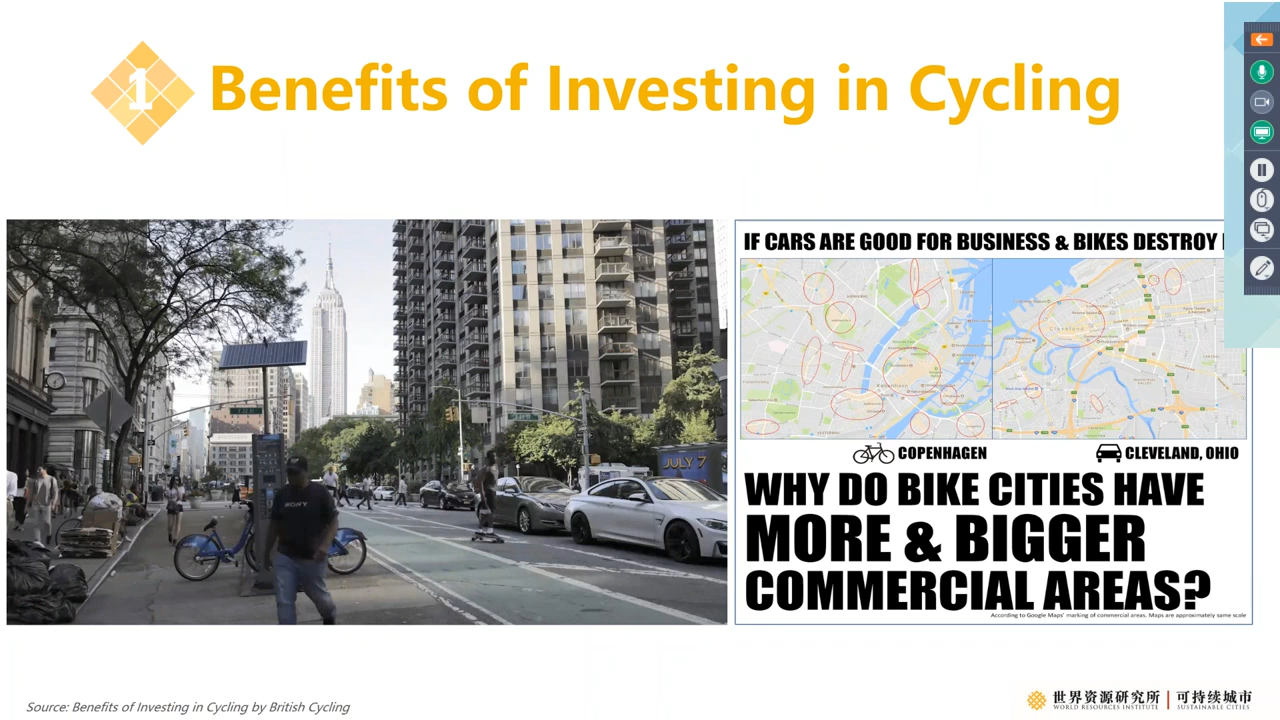 1 Benefits of Investing in Cycling
SONY
JULY 7
IF CARS ARE GOOD FOR BUSINESS & BIKES DESTROY
Cleveland
COPENHAGEN
CLEVELAND, OHIO
WHY DO BIKE CITIES HAVE
MORE & BIGGER
COMMERCIAL AREAS?
According to Google Maps' marking of commercial areas. Maps are approximately same scale
Source: Benefits of Investing in Cycling by British Cycling
世界资源研究所 | 可持续城市
WORLD RESOURCES INSTITUTE SUSTAINABLE CITIES